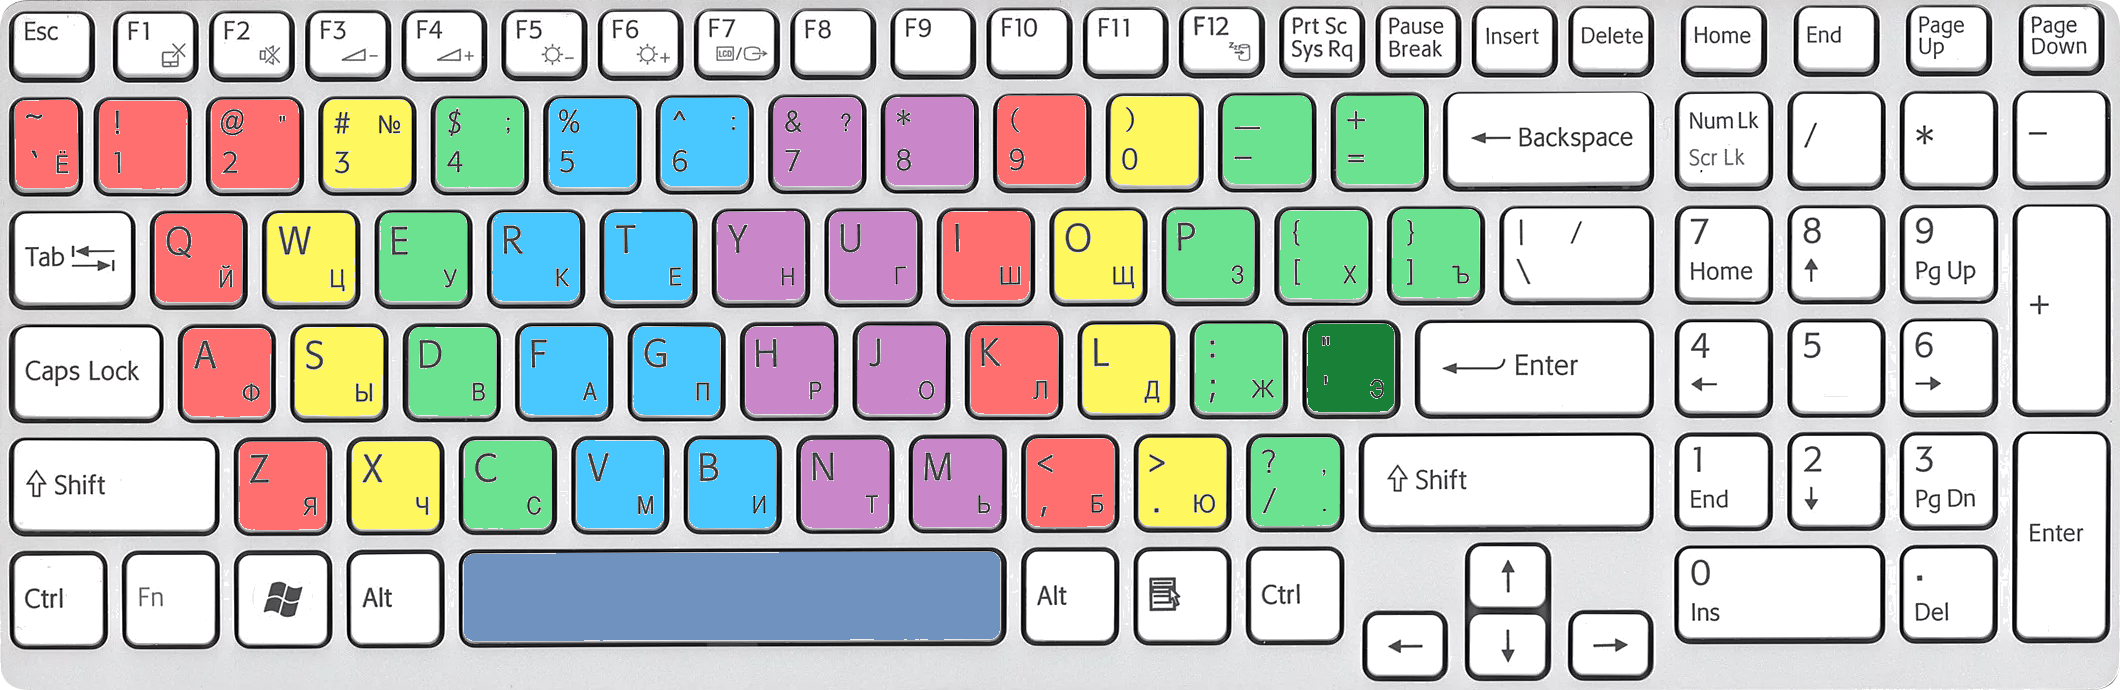 Esc F1 F2 F3 - F4 + F5 - F6 + F7 LCD/ F8 F9 F10 F11 F12 zz Prt Sc Sys Rq Pause Break Insert Delete Home End Page Up Page Down
~ ` Ё ! 1 @ " 2 # № 3 $ ; 4 % 5 ^ : 6 & ? 7 * 8 ( 9 ) 0 _ - + = ← Backspace Num Lk Scr Lk / * -
Tab Q Й W Ц E У R К T Е Y Н U Г I Ш O Щ P З { [ Х } ] Ъ | / \ 7 Home 8 ↑ 9 Pg Up +
Caps Lock A Ф S Ы D В F А G П H Р J О K Л L Д : ; Ж " ' Э Enter 4 ← 5 6 →
⇧ Shift Z Я X Ч C С V М B И N Т M Ь < , Б > . Ю ? , / . ⇧ Shift 1 End 2 ↓ 3 Pg Dn Enter
Ctrl Fn Alt Alt Ctrl ↑ 0 Ins . Del
← ↓ →